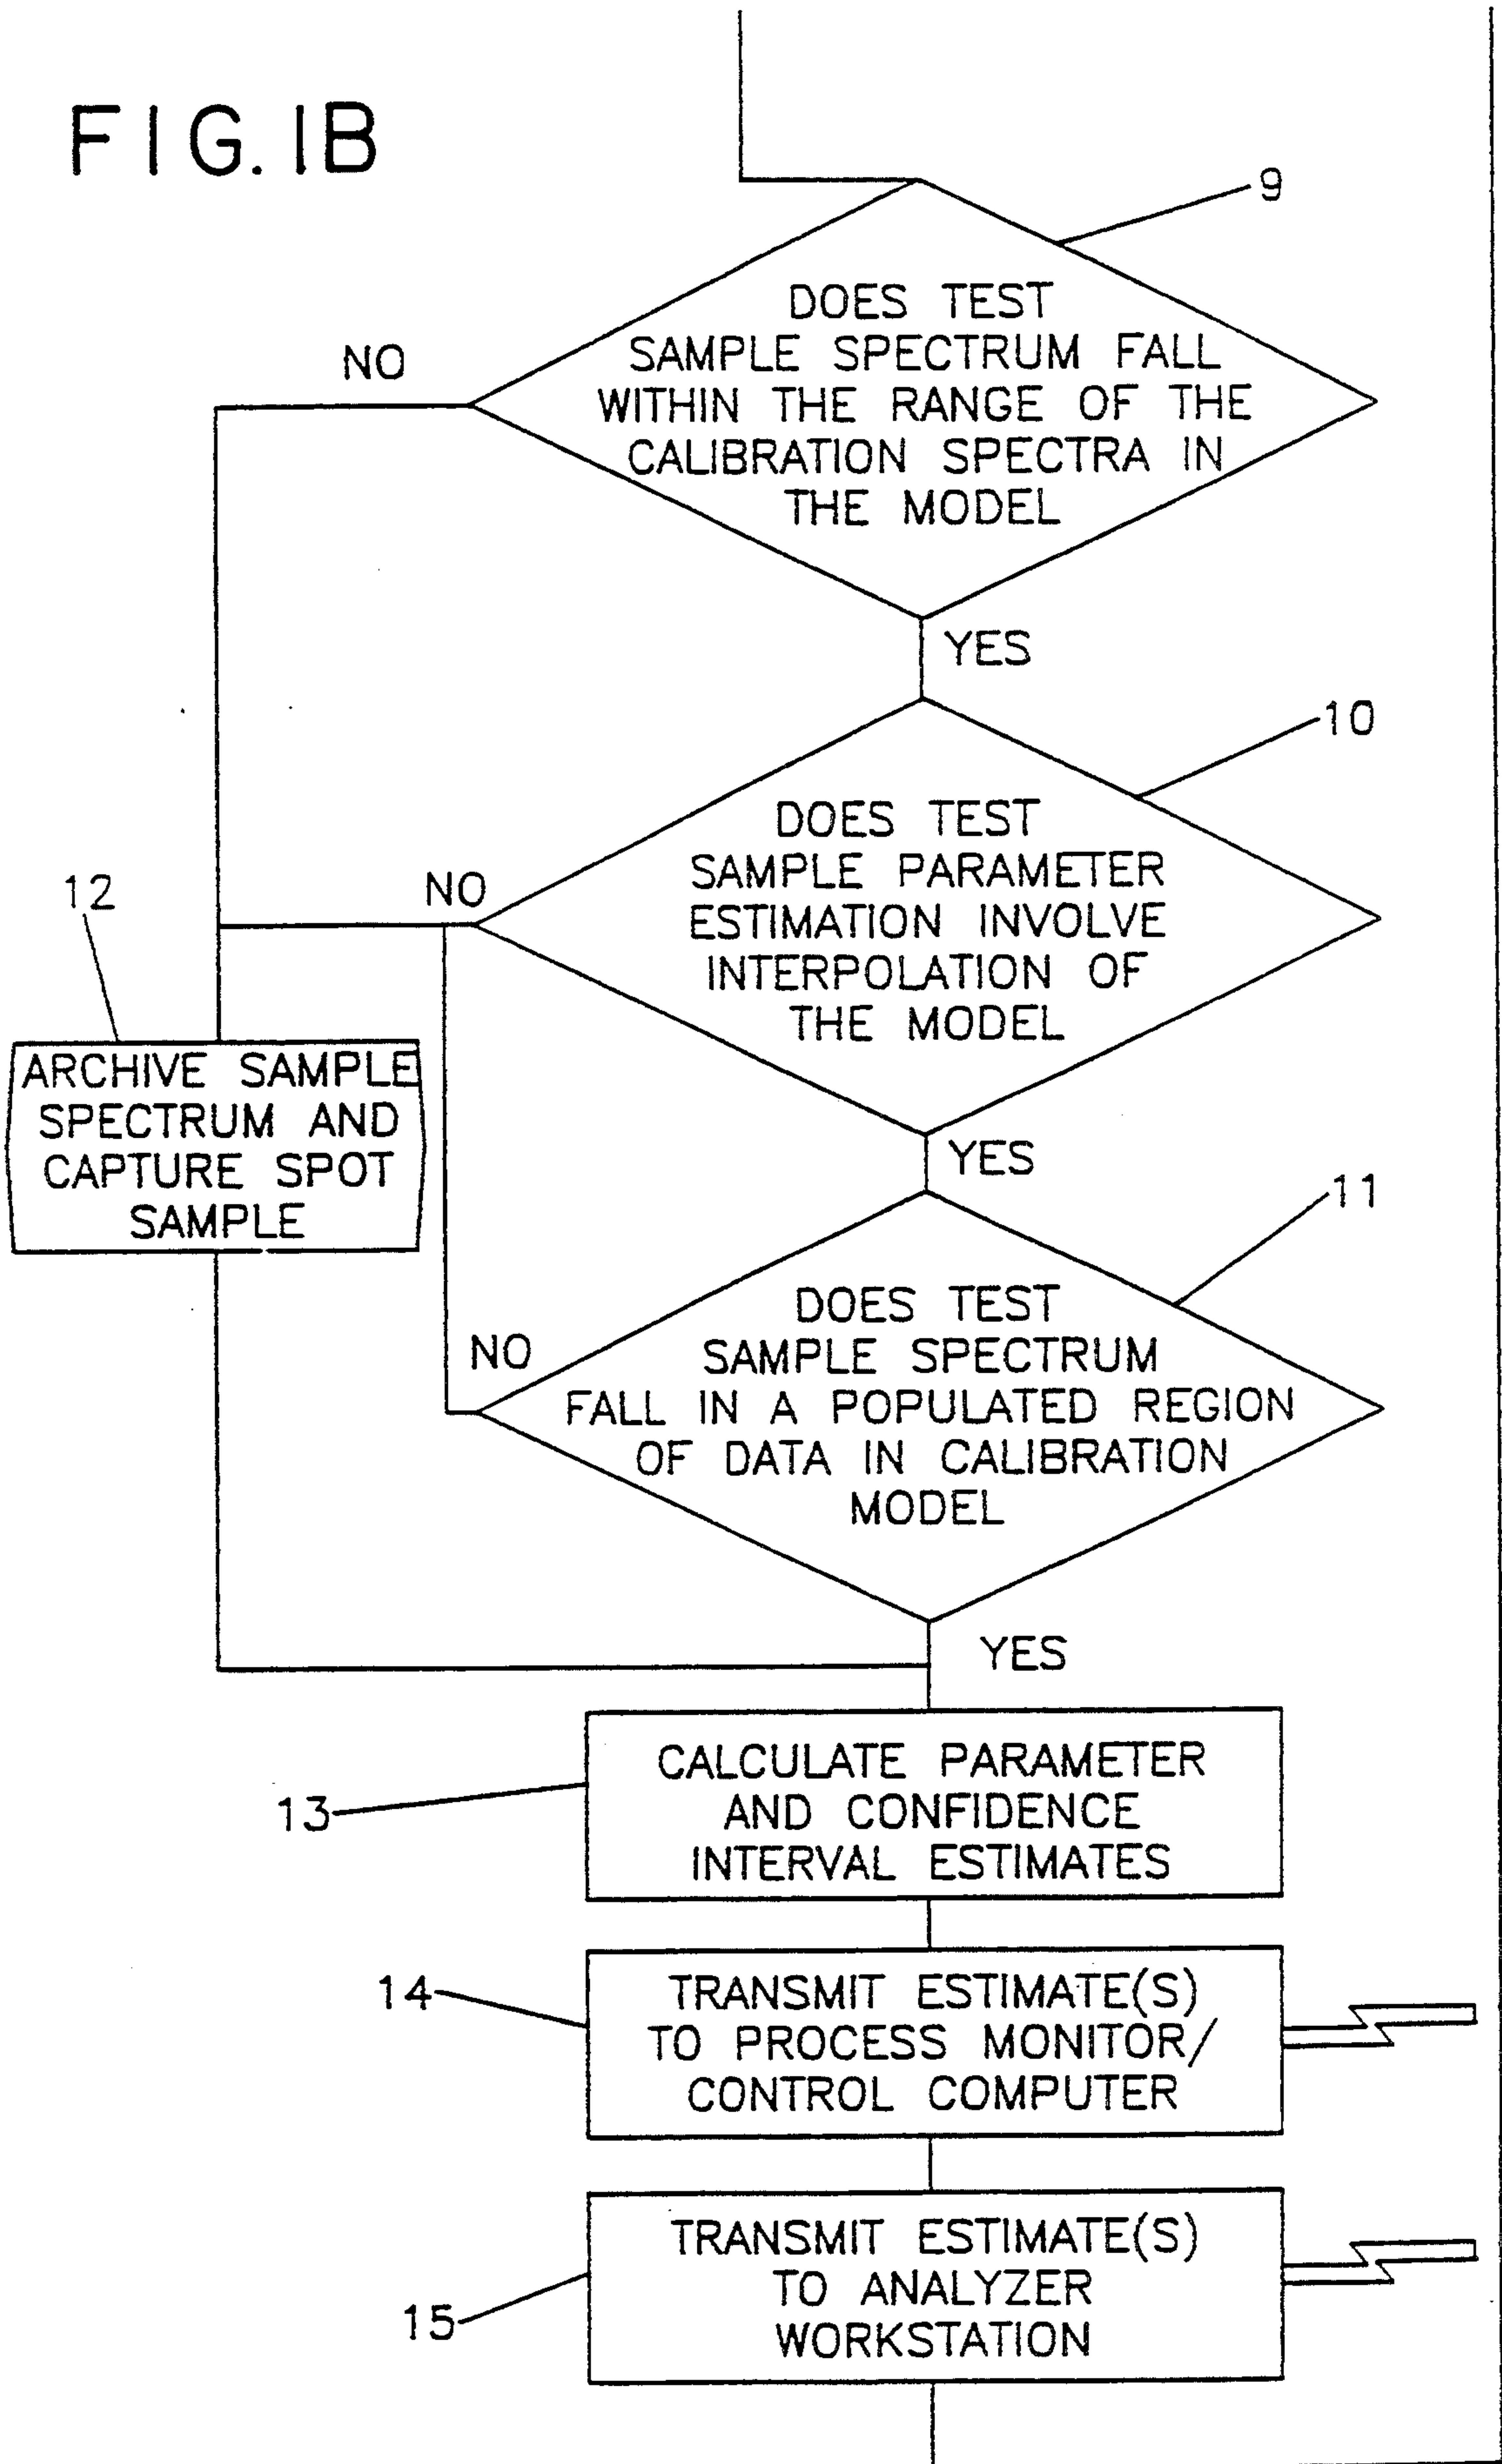 FIG. 1B
9
DOES TEST
SAMPLE SPECTRUM FALL
WITHIN THE RANGE OF THE
CALIBRATION SPECTRA IN
THE MODEL
NO
YES
10
DOES TEST
SAMPLE PARAMETER
ESTIMATION INVOLVE
INTERPOLATION OF
THE MODEL
NO
12
ARCHIVE SAMPLE
SPECTRUM AND
CAPTURE SPOT
SAMPLE
YES
11
DOES TEST
SAMPLE SPECTRUM
FALL IN A POPULATED REGION
OF DATA IN CALIBRATION
MODEL
NO
YES
13
CALCULATE PARAMETER
AND CONFIDENCE
INTERVAL ESTIMATES
14
TRANSMIT ESTIMATE(S)
TO PROCESS MONITOR/
CONTROL COMPUTER
15
TRANSMIT ESTIMATE(S)
TO ANALYZER
WORKSTATION